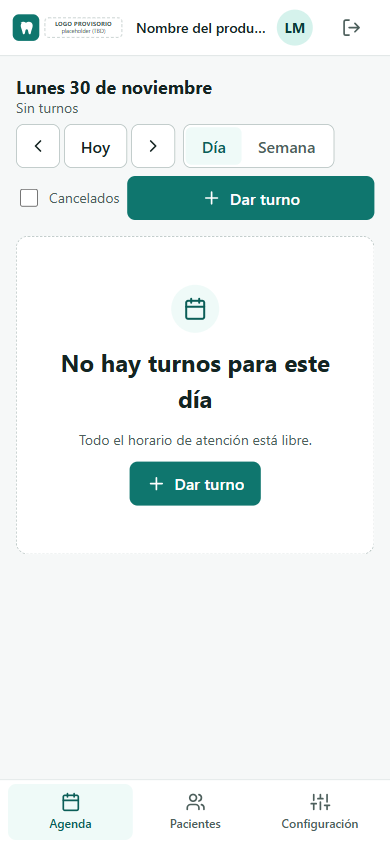 LOGO PROVISORIO
placeholder (TBD)
Nombre del produ...
LM
Lunes 30 de noviembre
Sin turnos
Hoy
Día
Semana
Cancelados
Dar turno
No hay turnos para este
día
Todo el horario de atención está libre.
Dar turno
Agenda
Pacientes
Configuración